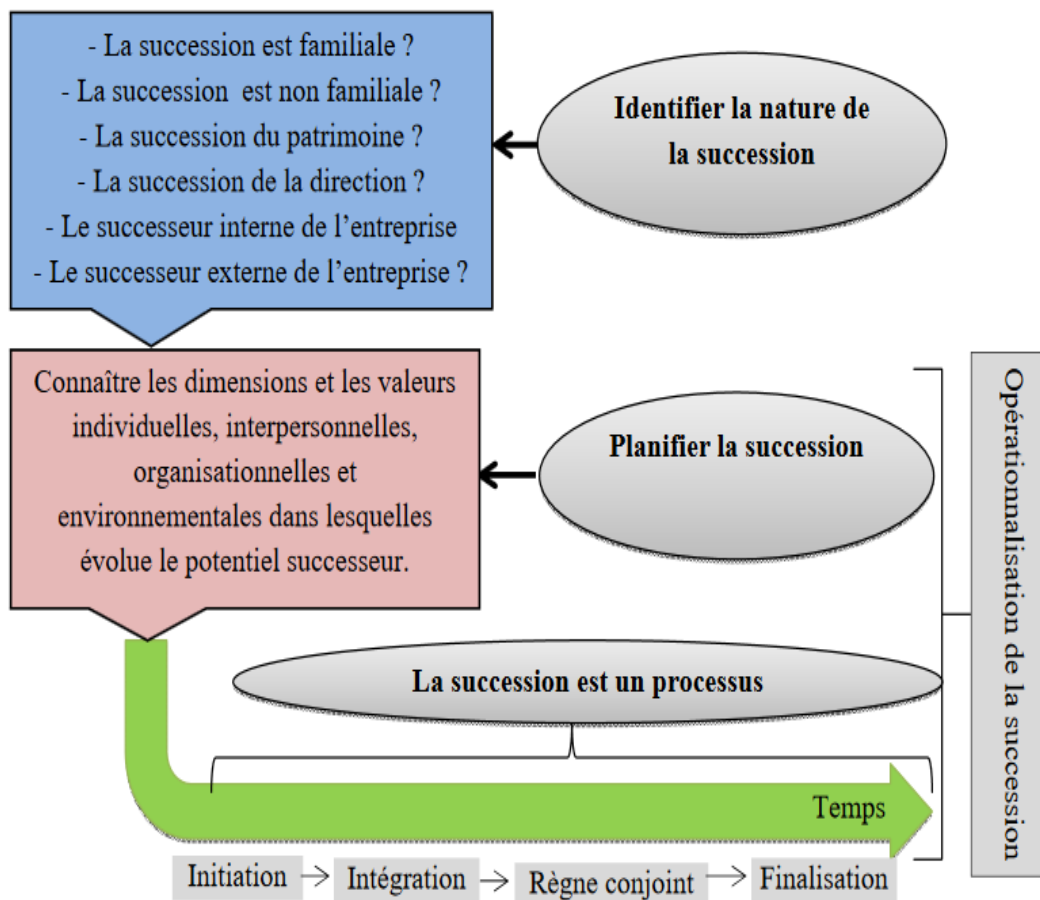 - La succession est familiale ?
- La succession est non familiale ?
- La succession du patrimoine ?
- La succession de la direction ?
- Le successeur interne de l’entreprise
- Le successeur externe de l’entreprise ?
Identifier la nature de
la succession
Connaître les dimensions et les valeurs
individuelles, interpersonnelles,
organisationnelles et
environnementales dans lesquelles
évolue le potentiel successeur.
Planifier la succession
Opérationnalisation de la succession
La succession est un processus
Temps
Initiation
Intégration
Règne conjoint
Finalisation